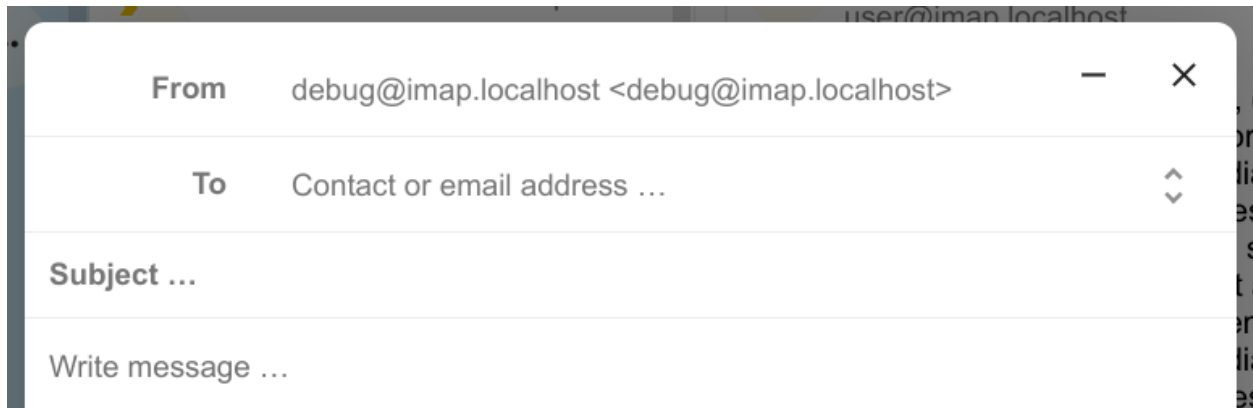 user@imap.localhost
From debug@imap.localhost <debug@imap.localhost>
To Contact or email address …
Subject …
Write message …